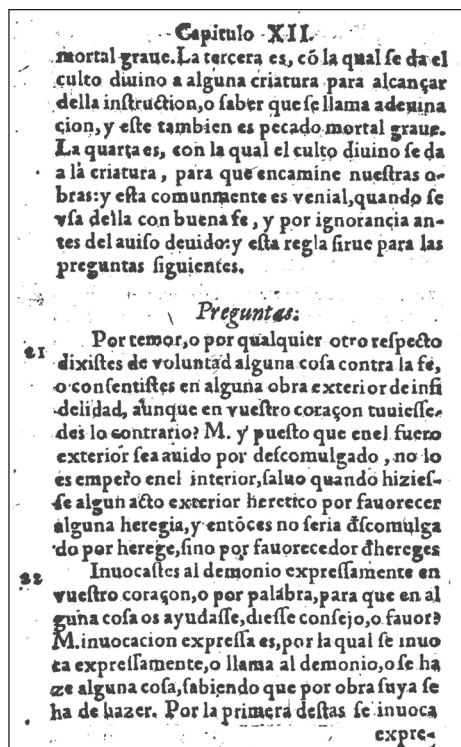 Capitulo XII.
mortal graue. La tercera es, cõ la qual ſe da el
culto diuino a alguna criatura para alcançar
della inſtruction, o ſaber que ſe llama adeuina
cion, y eſte tambien es pecado mortal graue.
La quarta es, con la qual el culto diuino ſe da
a la criatura, para que encamine nueſtras o-
bras: y eſta comunmente es venial, quando ſe
vſa della con buena fe, y por ignorancia an-
tes del auiſo deuido: y eſta regla ſirue para las
preguntas ſiguientes.
Preguntas:
Por temor, o por qualquier otro reſpecto
21 dixiſtes de voluntad alguna coſa contra la fe,
o conſentiſtes en alguna obra exterior de infi
delidad, aunque en vueſtro coraçon tuuieſſe-
des lo contrario? M. y pueſto que enel fuero
exterior ſea auido por deſcomulgado, no lo
es empero enel interior, ſaluo quando hizieſ-
ſe algun acto exterior heretico por fauorecer
alguna heregia, y entõces no ſeria đſcomulga
do por herege, ſino por fauorecedor đhereges
22 Inuocaſtes al demonio expreſſamente en
vueſtro coraçon, o por palabra, para que en al
guna coſa os ayudaſſe, dieſſe conſejo, o fauor?
M. inuocacion expreſſa es, por la qual ſe inuo
ca expreſſamente, o llama al demonio, o ſe ha
ze alguna coſa, ſabiendo que por obra ſuya ſe
ha de hazer. Por la primera deſtas ſe inuoca
expre-